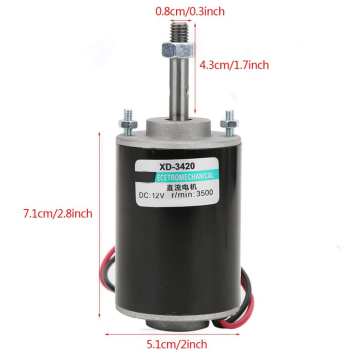 0.8cm/0.3inch
4.3cm/1.7inch
XD-3420
ECETROMECHANICAL
直流电机
DC:12V r/min:3500
7.1cm/2.8inch
5.1cm/2inch